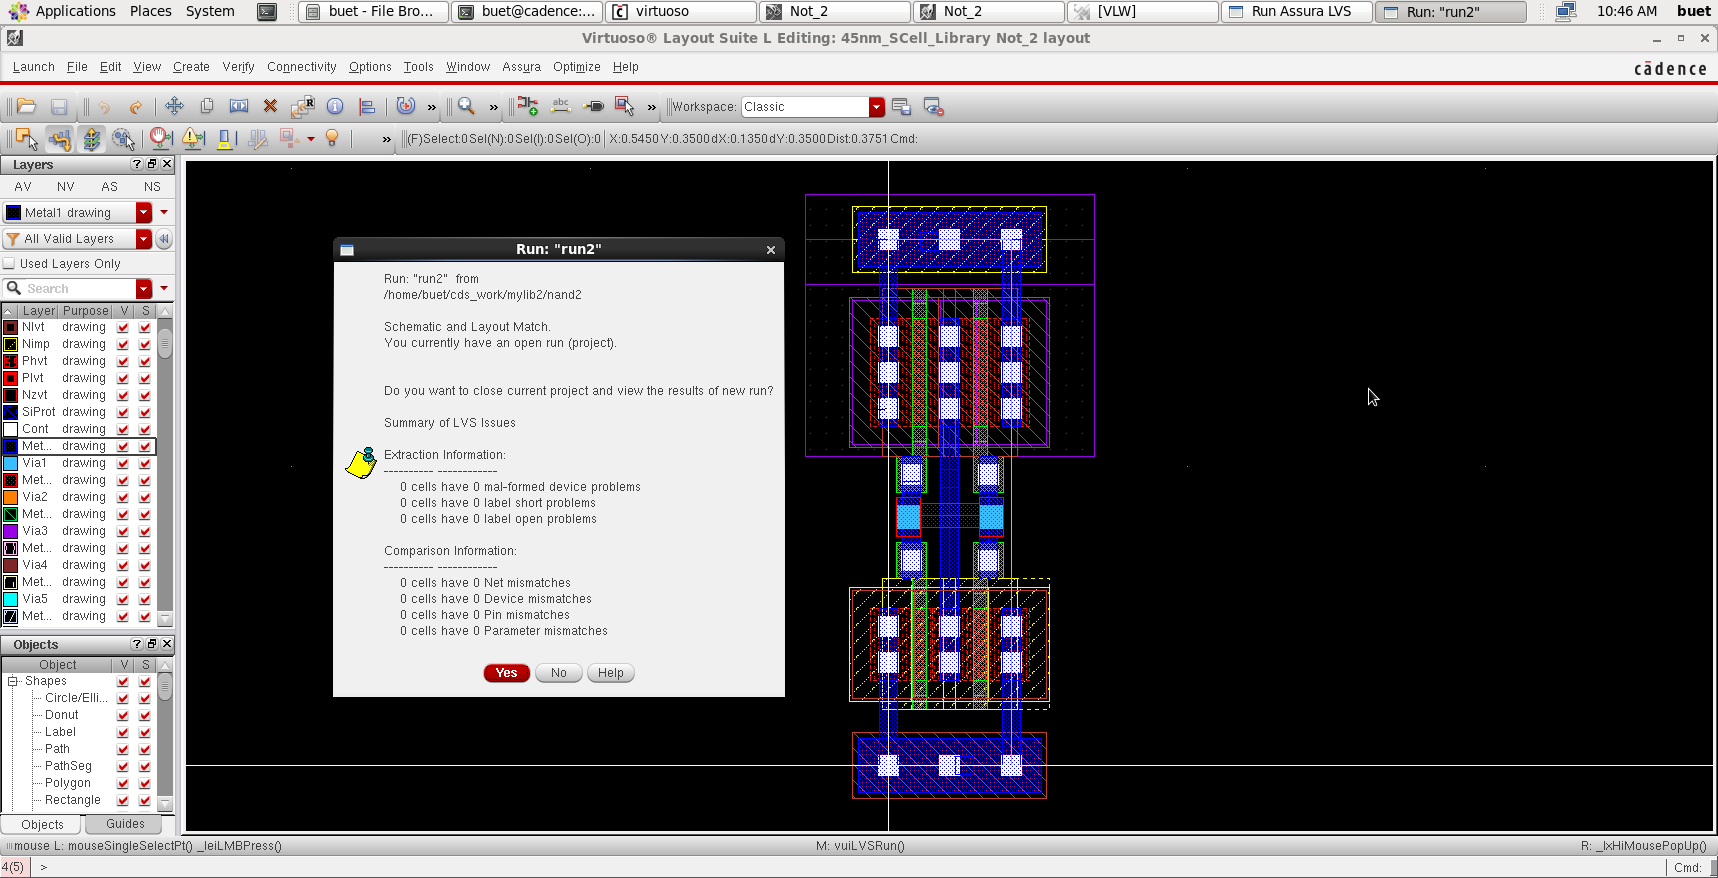 Applications Places System buet - File Bro... buet@cadence:... virtuoso Not_2 Not_2 [VLW] Run Assura LVS Run: "run2" 10:46 AM buet
Virtuoso® Layout Suite L Editing: 45nm_SCell_Library Not_2 layout
Launch File Edit View Create Verify Connectivity Options Tools Window Assura Optimize Help
cādence
» » abc » Workspace: Classic
» (F)Select:0 Sel(N):0 Sel(I):0 Sel(O):0 X:0.5450 Y:0.3500 dX:0.1350 dY:0.3500 Dist:0.3751 Cmd:
Layers
AV NV AS NS
Metal1 drawing
All Valid Layers
Used Layers Only
Search
Layer Purpose V S
Nlvt drawing
Nimp drawing
Phvt drawing
Plvt drawing
Nzvt drawing
SiProt drawing
Cont drawing
Met... drawing
Via1 drawing
Met... drawing
Via2 drawing
Met... drawing
Via3 drawing
Met... drawing
Via4 drawing
Met... drawing
Via5 drawing
Met... drawing
Objects
Object V S
Shapes
Circle/Elli...
Donut
Label
Path
PathSeg
Polygon
Rectangle
Objects Guides
Run: "run2"
Run: "run2" from
/home/buet/cds_work/mylib2/nand2
Schematic and Layout Match.
You currently have an open run (project).
Do you want to close current project and view the results of new run?
Summary of LVS Issues
Extraction Information:
---------- ------------
0 cells have 0 mal-formed device problems
0 cells have 0 label short problems
0 cells have 0 label open problems
Comparison Information:
---------- ------------
0 cells have 0 Net mismatches
0 cells have 0 Device mismatches
0 cells have 0 Pin mismatches
0 cells have 0 Parameter mismatches
Yes No Help
mouse L: mouseSingleSelectPt() _leiLMBPress() M: vuiLVSRun() R: _lxHiMousePopUp()
4(5) > Cmd: